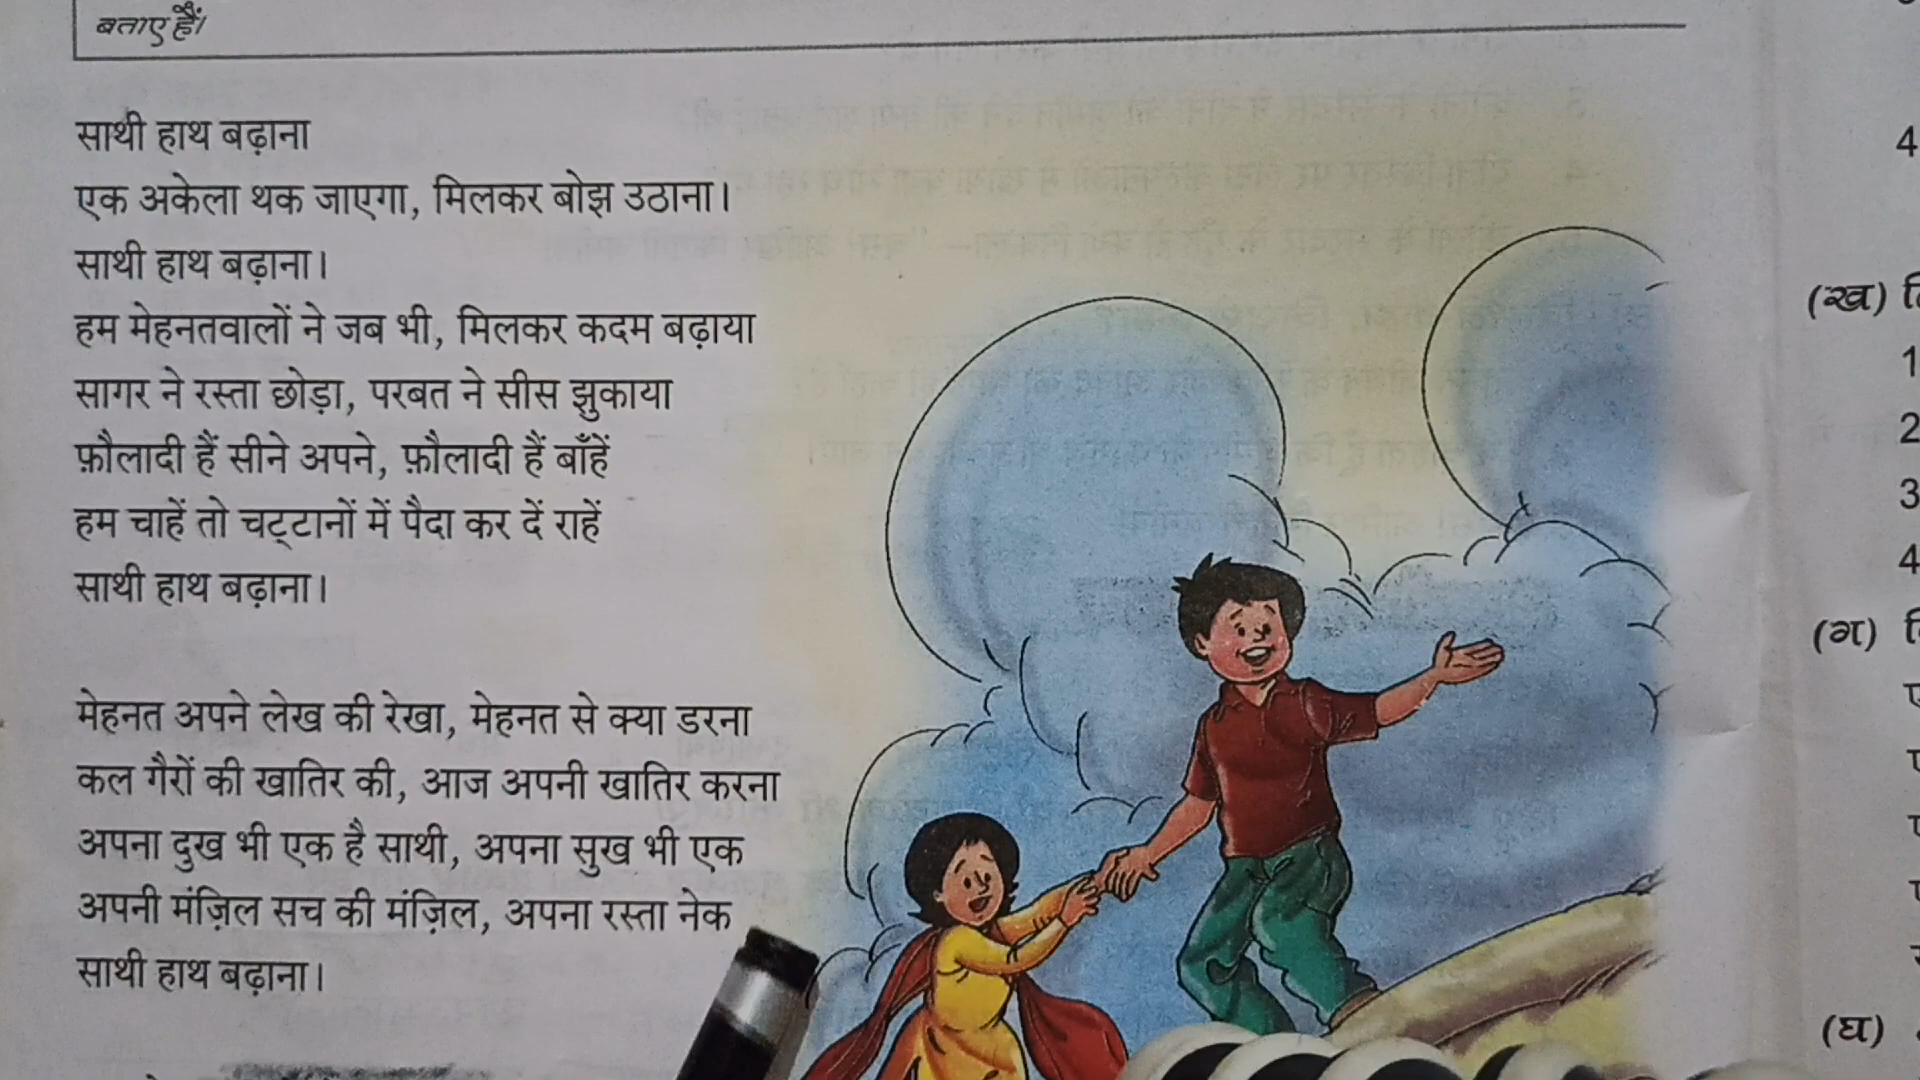 बताए हैं।
साथी हाथ बढ़ाना
एक अकेला थक जाएगा, मिलकर बोझ उठाना।
साथी हाथ बढ़ाना।
हम मेहनतवालों ने जब भी, मिलकर कदम बढ़ाया
सागर ने रस्ता छोड़ा, परबत ने सीस झुकाया
फ़ौलादी हैं सीने अपने, फ़ौलादी हैं बाँहें
हम चाहें तो चट्टानों में पैदा कर दें राहें
साथी हाथ बढ़ाना।
मेहनत अपने लेख की रेखा, मेहनत से क्या डरना
कल गैरों की खातिर की, आज अपनी खातिर करना
अपना दुख भी एक है साथी, अपना सुख भी एक
अपनी मंज़िल सच की मंज़िल, अपना रस्ता नेक
साथी हाथ बढ़ाना।
4
(ख)
1
2
3
4
(ग)
(घ)